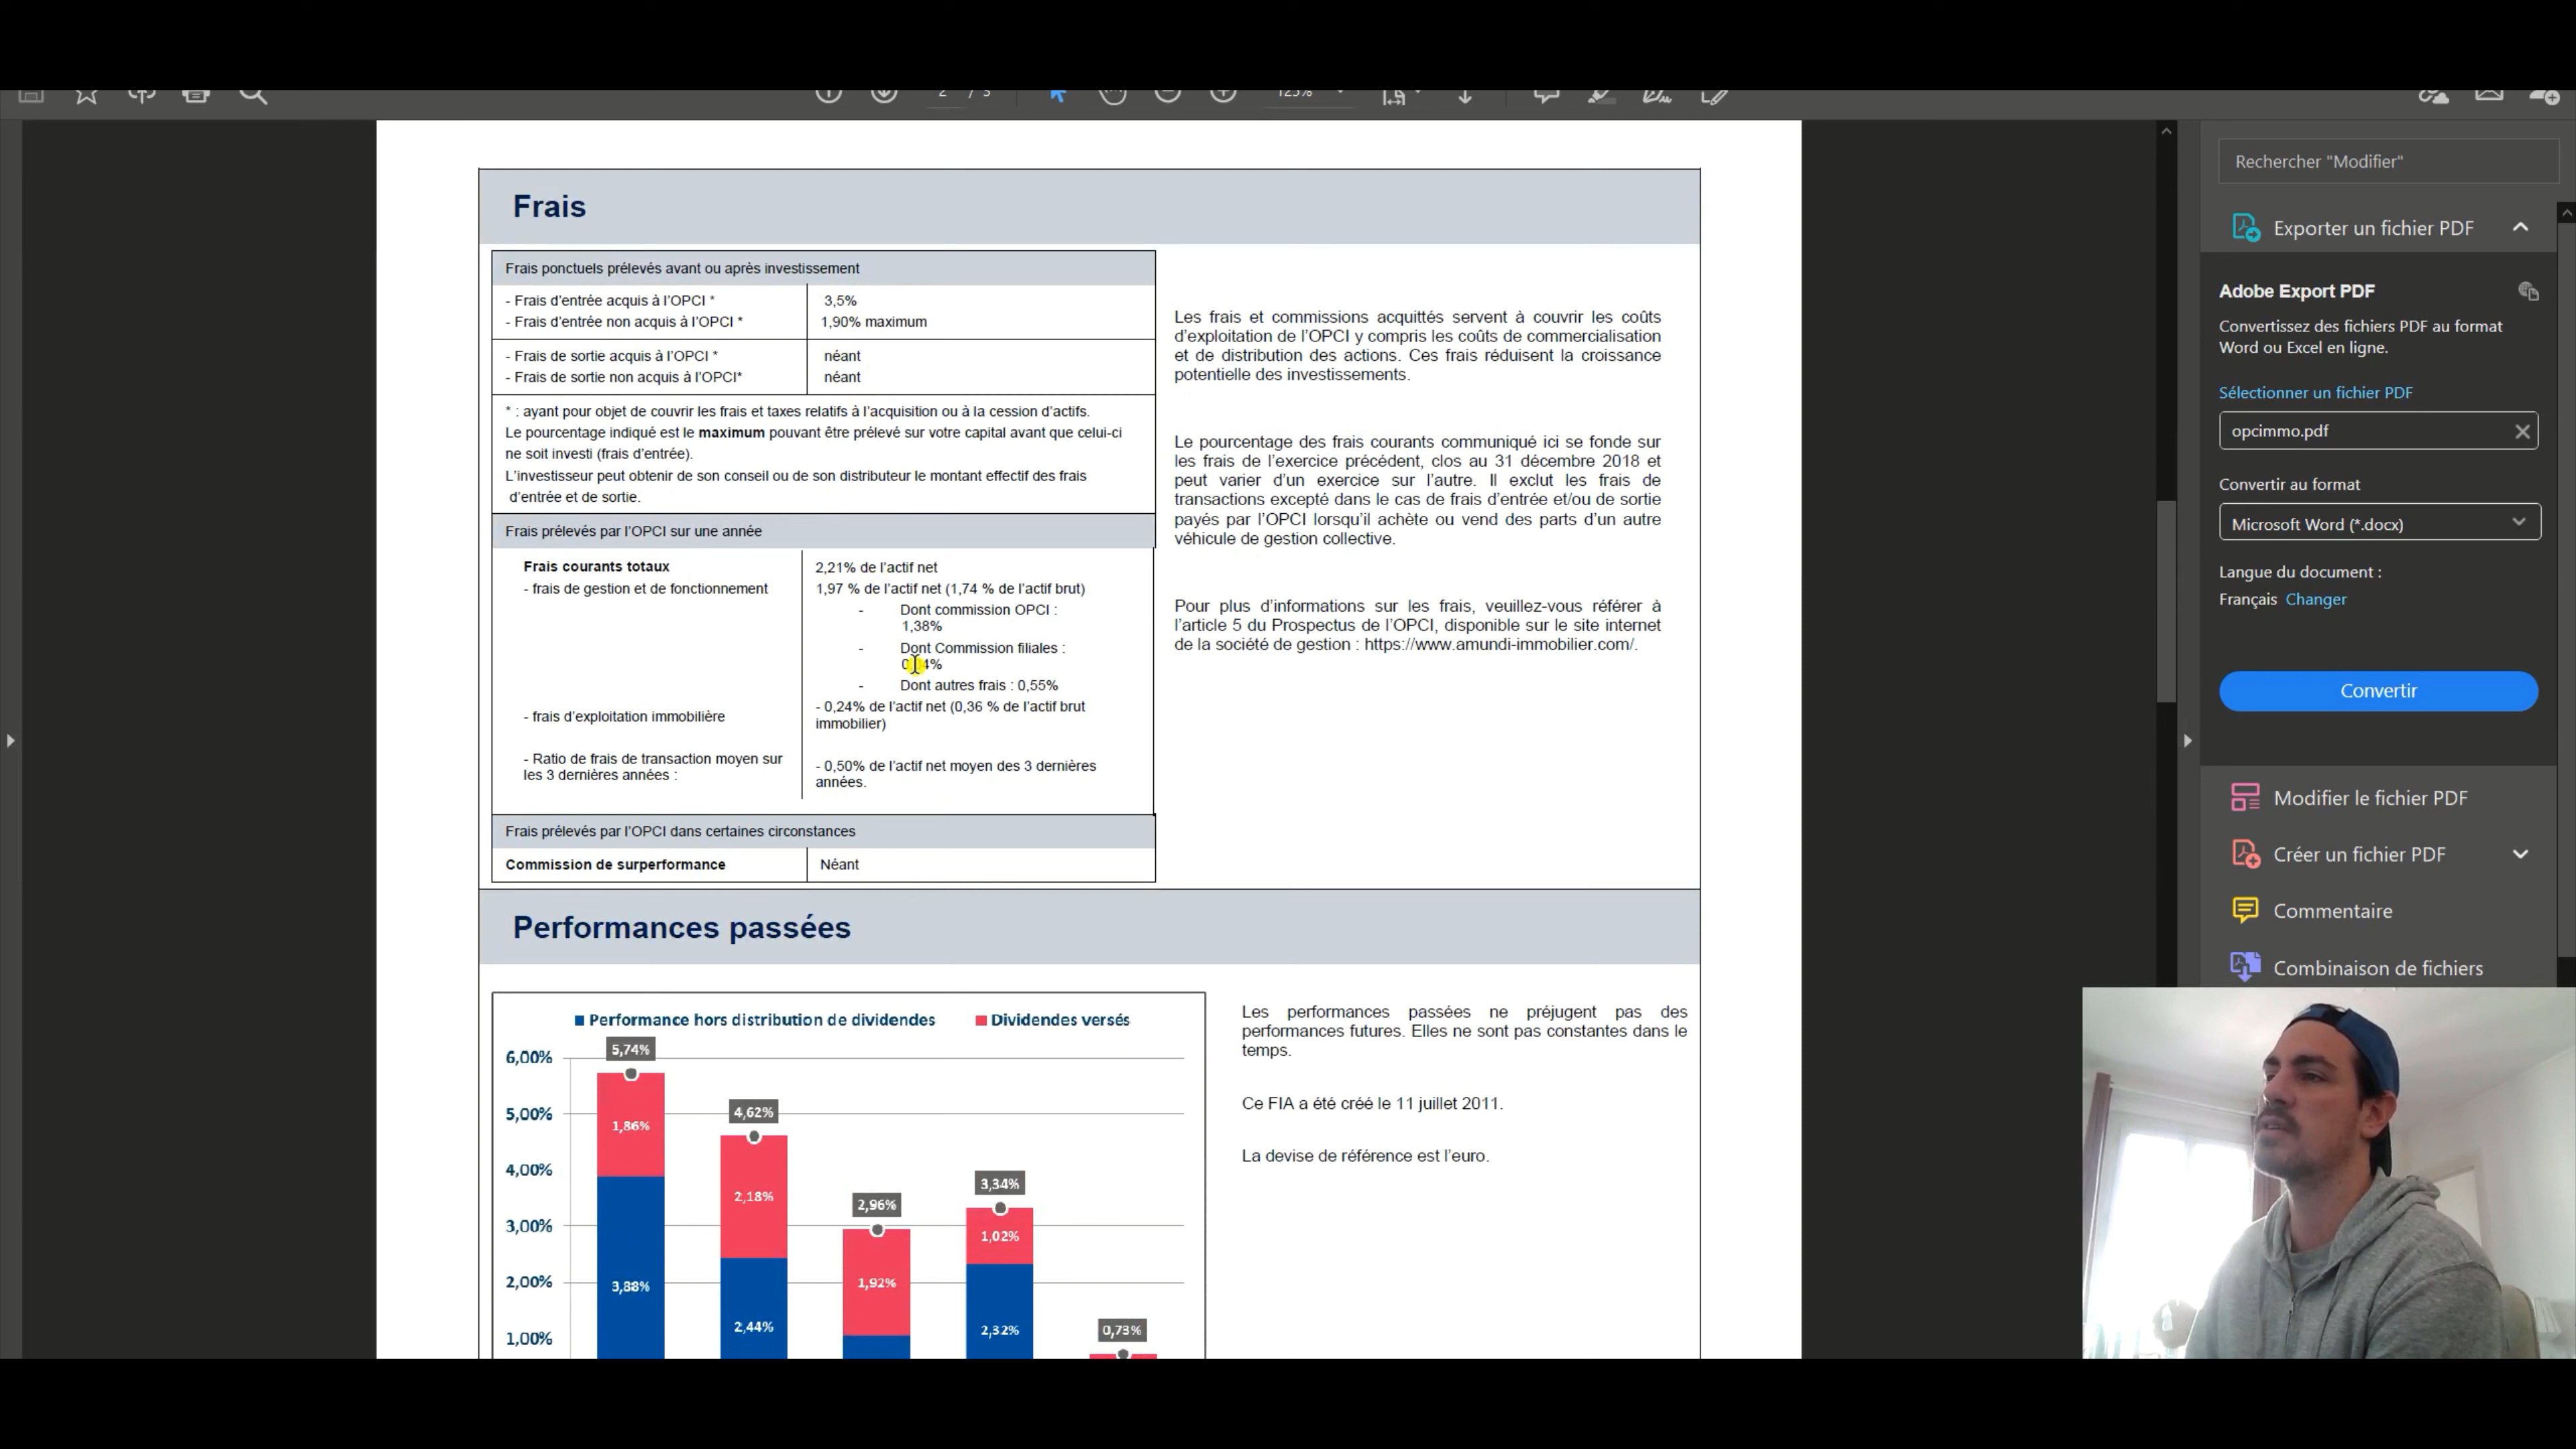 2 / 3
125%
Rechercher "Modifier"
Exporter un fichier PDF
Adobe Export PDF
Convertissez des fichiers PDF au format
Word ou Excel en ligne.
Sélectionner un fichier PDF
opcimmo.pdf
Convertir au format
Microsoft Word (*.docx)
Langue du document :
Français Changer
Convertir
Modifier le fichier PDF
Créer un fichier PDF
Commentaire
Combinaison de fichiers
Frais
Frais ponctuels prélevés avant ou après investissement
- Frais d'entrée acquis à l'OPCI * 3,5%
- Frais d'entrée non acquis à l'OPCI * 1,90% maximum
- Frais de sortie acquis à l'OPCI * néant
- Frais de sortie non acquis à l'OPCI* néant
* : ayant pour objet de couvrir les frais et taxes relatifs à l'acquisition ou à la cession d'actifs.
Le pourcentage indiqué est le maximum pouvant être prélevé sur votre capital avant que celui-ci
ne soit investi (frais d'entrée).
L'investisseur peut obtenir de son conseil ou de son distributeur le montant effectif des frais
d'entrée et de sortie.
Frais prélevés par l'OPCI sur une année
Frais courants totaux 2,21% de l'actif net
- frais de gestion et de fonctionnement 1,97 % de l'actif net (1,74 % de l'actif brut)
- Dont commission OPCI :
1,38%
- Dont Commission filiales :
- Dont autres frais : 0,55%
- frais d'exploitation immobilière - 0,24% de l'actif net (0,36 % de l'actif brut
immobilier)
- Ratio de frais de transaction moyen sur
les 3 dernières années :
- 0,50% de l'actif net moyen des 3 dernières
années.
Frais prélevés par l'OPCI dans certaines circonstances
Commission de surperformance Néant
Les frais et commissions acquittés servent à couvrir les coûts
d'exploitation de l'OPCI y compris les coûts de commercialisation
et de distribution des actions. Ces frais réduisent la croissance
potentielle des investissements.
Le pourcentage des frais courants communiqué ici se fonde sur
les frais de l'exercice précédent, clos au 31 décembre 2018 et
peut varier d'un exercice sur l'autre. Il exclut les frais de
transactions excepté dans le cas de frais d'entrée et/ou de sortie
payés par l'OPCI lorsqu'il achète ou vend des parts d'un autre
véhicule de gestion collective.
Pour plus d'informations sur les frais, veuillez-vous référer à
l'article 5 du Prospectus de l'OPCI, disponible sur le site internet
de la société de gestion : https://www.amundi-immobilier.com/.
Performances passées
Performance hors distribution de dividendes Dividendes versés
6,00%
5,00%
4,00%
3,00%
2,00%
1,00%
5,74%
1,86%
3,88%
4,62%
2,18%
2,44%
2,96%
1,92%
3,34%
1,02%
2,32%
0,73%
Les performances passées ne préjugent pas des
performances futures. Elles ne sont pas constantes dans le
temps.
Ce FIA a été créé le 11 juillet 2011.
La devise de référence est l'euro.